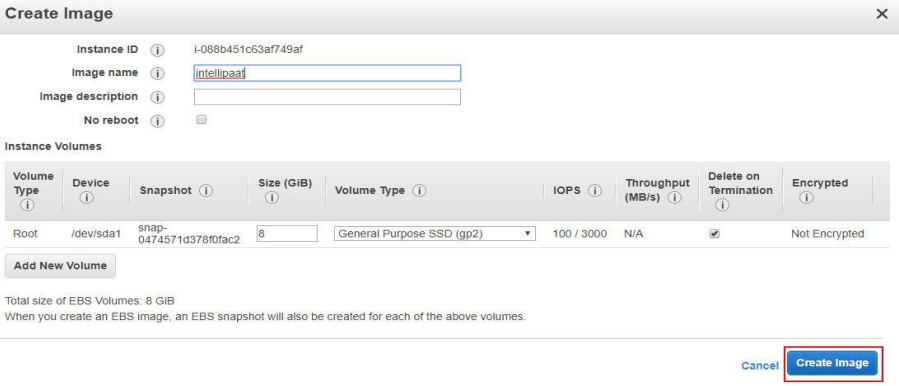 Create Image
Instance ID i-088b451c63af749af
Image name intellipaat
Image description
No reboot
Instance Volumes
Volume Type Device Snapshot Size (GiB) Volume Type IOPS Throughput (MB/s) Delete on Termination Encrypted
Root /dev/sda1 snap-0474571d378f0fac2 8 General Purpose SSD (gp2) 100 / 3000 N/A Not Encrypted
Add New Volume
Total size of EBS Volumes: 8 GiB
When you create an EBS image, an EBS snapshot will also be created for each of the above volumes.
Cancel Create Image